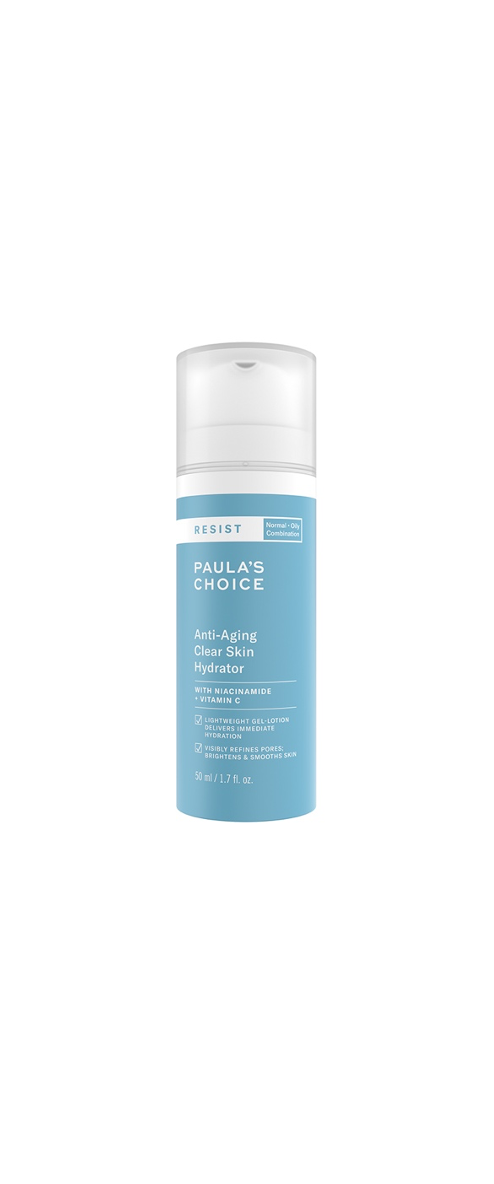 RESIST
Normal • Oily
Combination
PAULA'S
CHOICE
Anti-Aging
Clear Skin
Hydrator
WITH NIACINAMIDE
+ VITAMIN C
☑ LIGHTWEIGHT GEL-LOTION
DELIVERS IMMEDIATE
HYDRATION
☑ VISIBLY REFINES PORES;
BRIGHTENS & SMOOTHS SKIN
50 ml / 1.7 fl. oz.